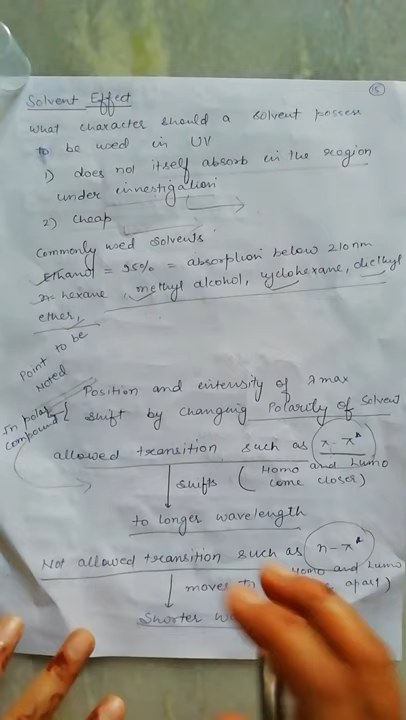 15
Solvent Effect
what character should a solvent possess
to be used in UV
1) does not itself absorb in the region
under investigation
2) cheap
Commonly used solvents
Ethanol = 95% = absorption below 210nm
n hexane, methyl alcohol, cyclohexane, diethyl
ether,
Point to be
Noted
Position and intensity of λmax
shift by changing Polarity of Solvent
In polar
compound
allowed transition such as π-π*
shifts (Homo and Lumo
come closer)
to longer wavelength
Not allowed transition such as n-π*
moves to Homo and Lumo
apart)
Shorter